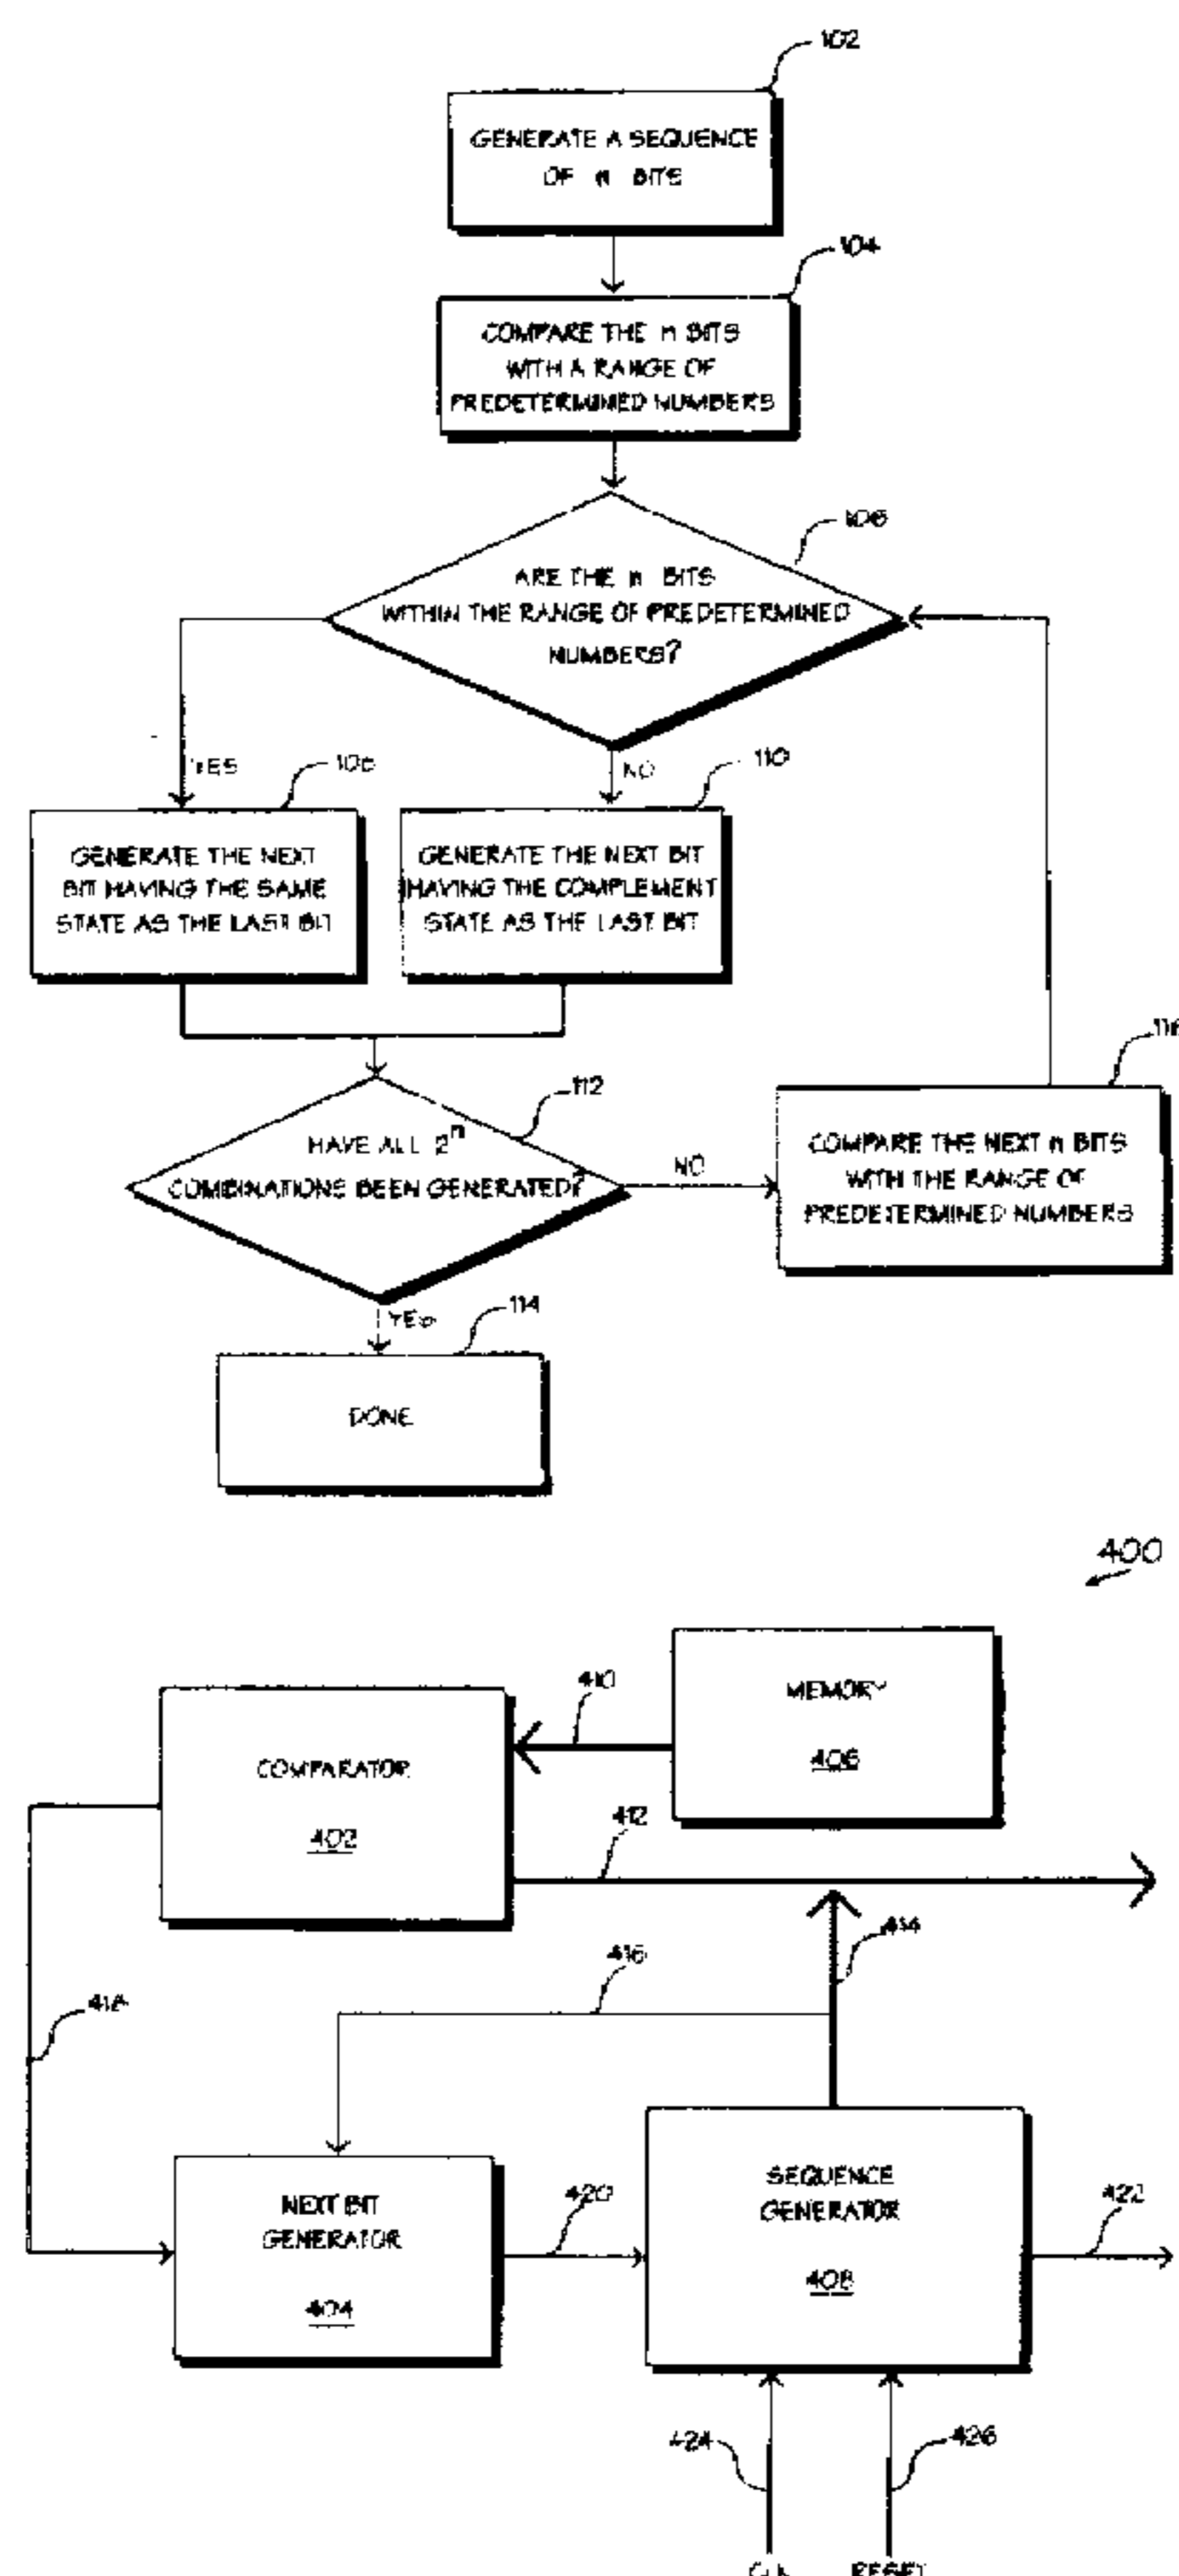 102
GENERATE A SEQUENCE
OF n BITS
104
COMPARE THE n BITS
WITH A RANGE OF
PREDETERMINED NUMBERS
106
ARE THE n BITS
WITHIN THE RANGE OF PREDETERMINED
NUMBERS?
YES
108
NO
110
GENERATE THE NEXT
BIT HAVING THE SAME
STATE AS THE LAST BIT
GENERATE THE NEXT BIT
HAVING THE COMPLEMENT
STATE AS THE LAST BIT
112
HAVE ALL 2^n
COMBINATIONS BEEN GENERATED?
NO
116
COMPARE THE NEXT n BITS
WITH THE RANGE OF
PREDETERMINED NUMBERS
YES
114
DONE
400
MEMORY
406
410
COMPARATOR
402
412
414
416
418
NEXT BIT
GENERATOR
404
420
SEQUENCE
GENERATOR
408
422
424
426
CLK
RESET